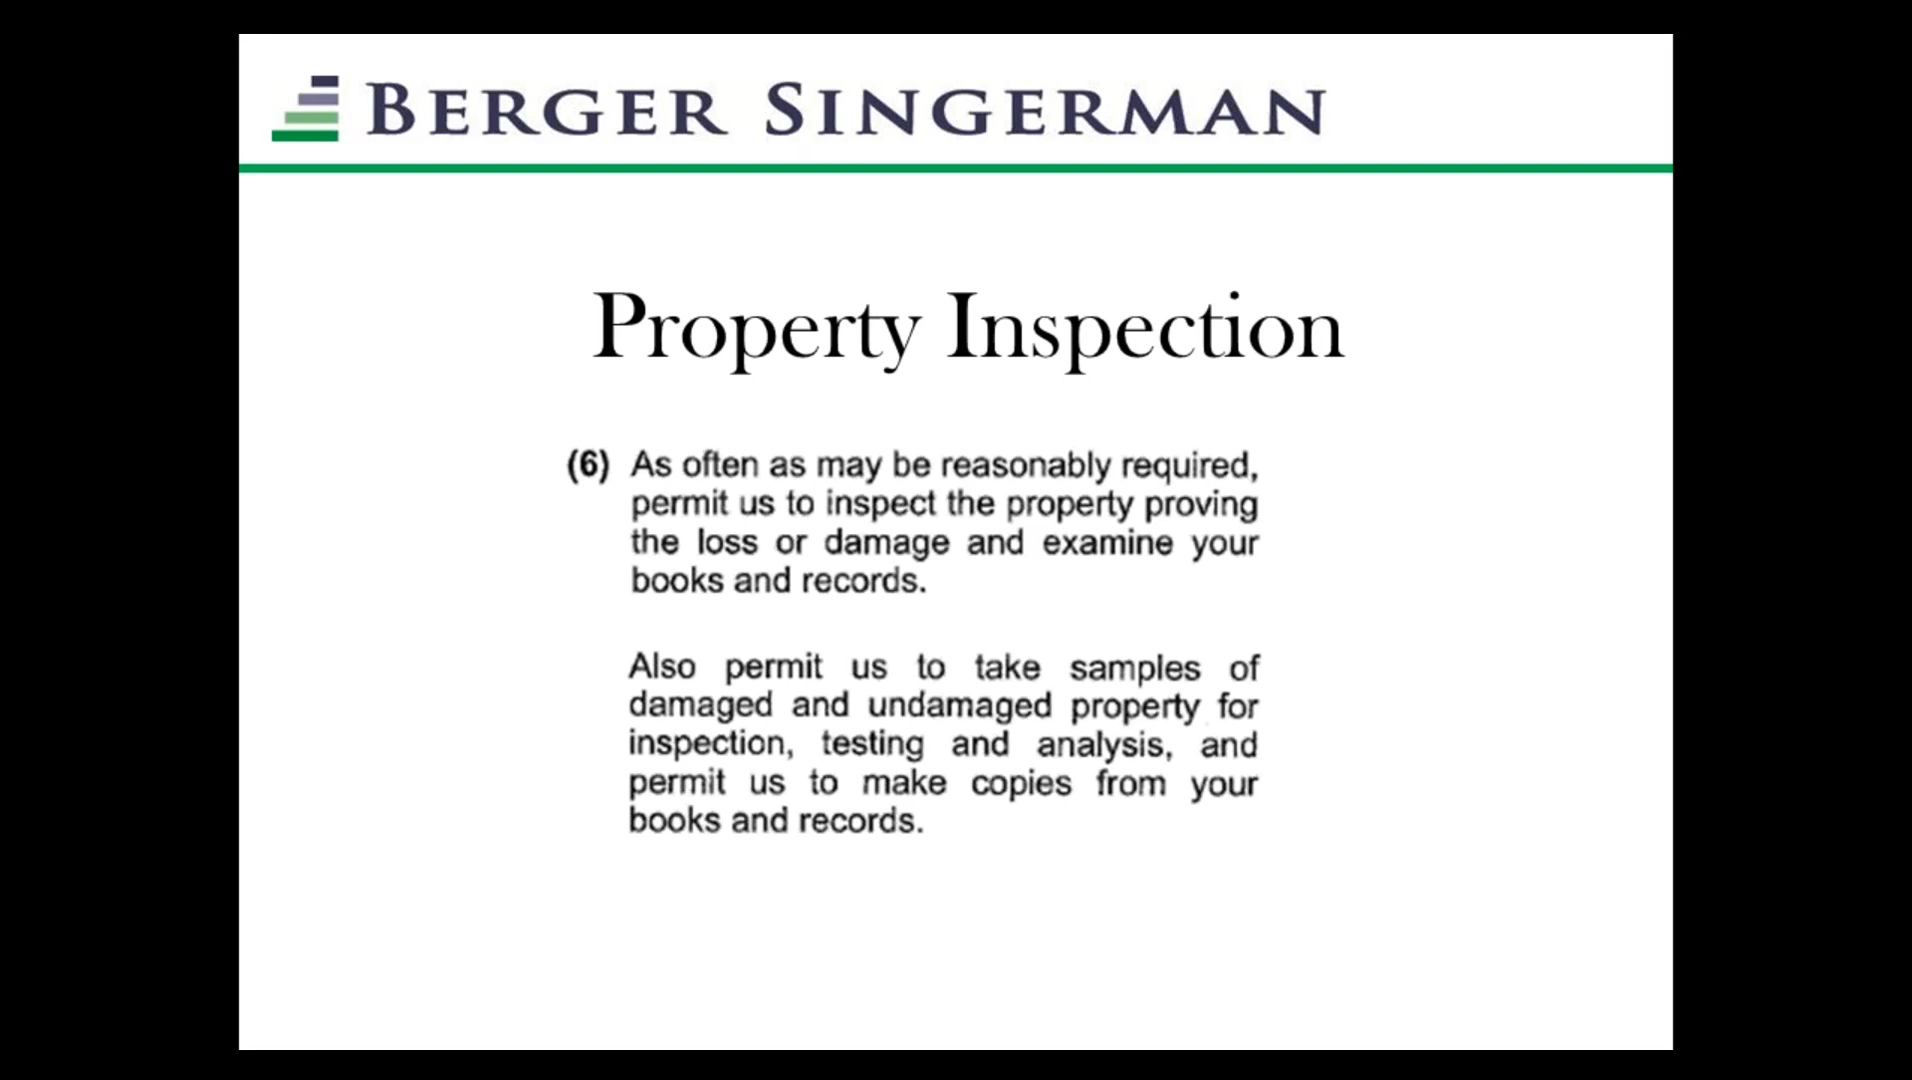 BERGER SINGERMAN
Property Inspection
(6) As often as may be reasonably required,
permit us to inspect the property proving
the loss or damage and examine your
books and records.
Also permit us to take samples of
damaged and undamaged property for
inspection, testing and analysis, and
permit us to make copies from your
books and records.